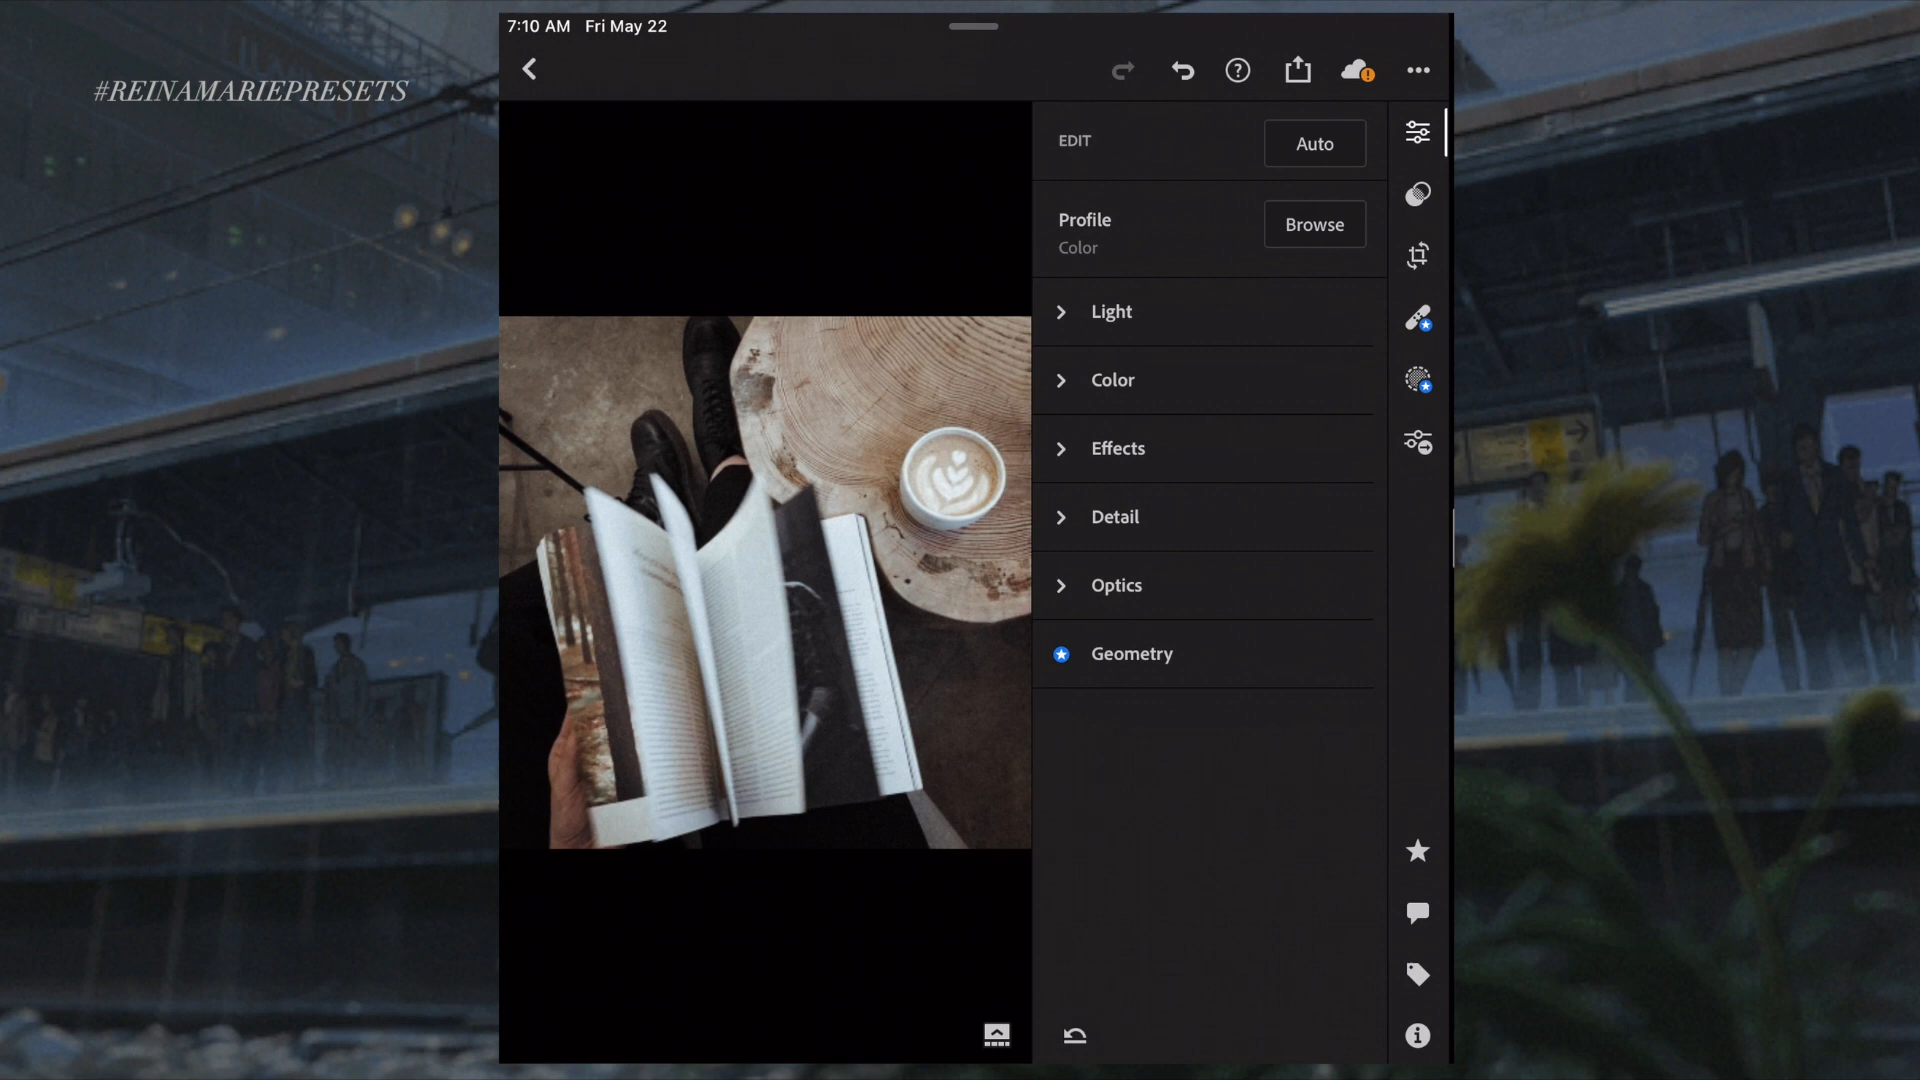 7:10 AM Fri May 22
#REINAMARIEPRESETS
EDIT
Auto
Profile
Browse
Color
Light
Color
Effects
Detail
Optics
Geometry